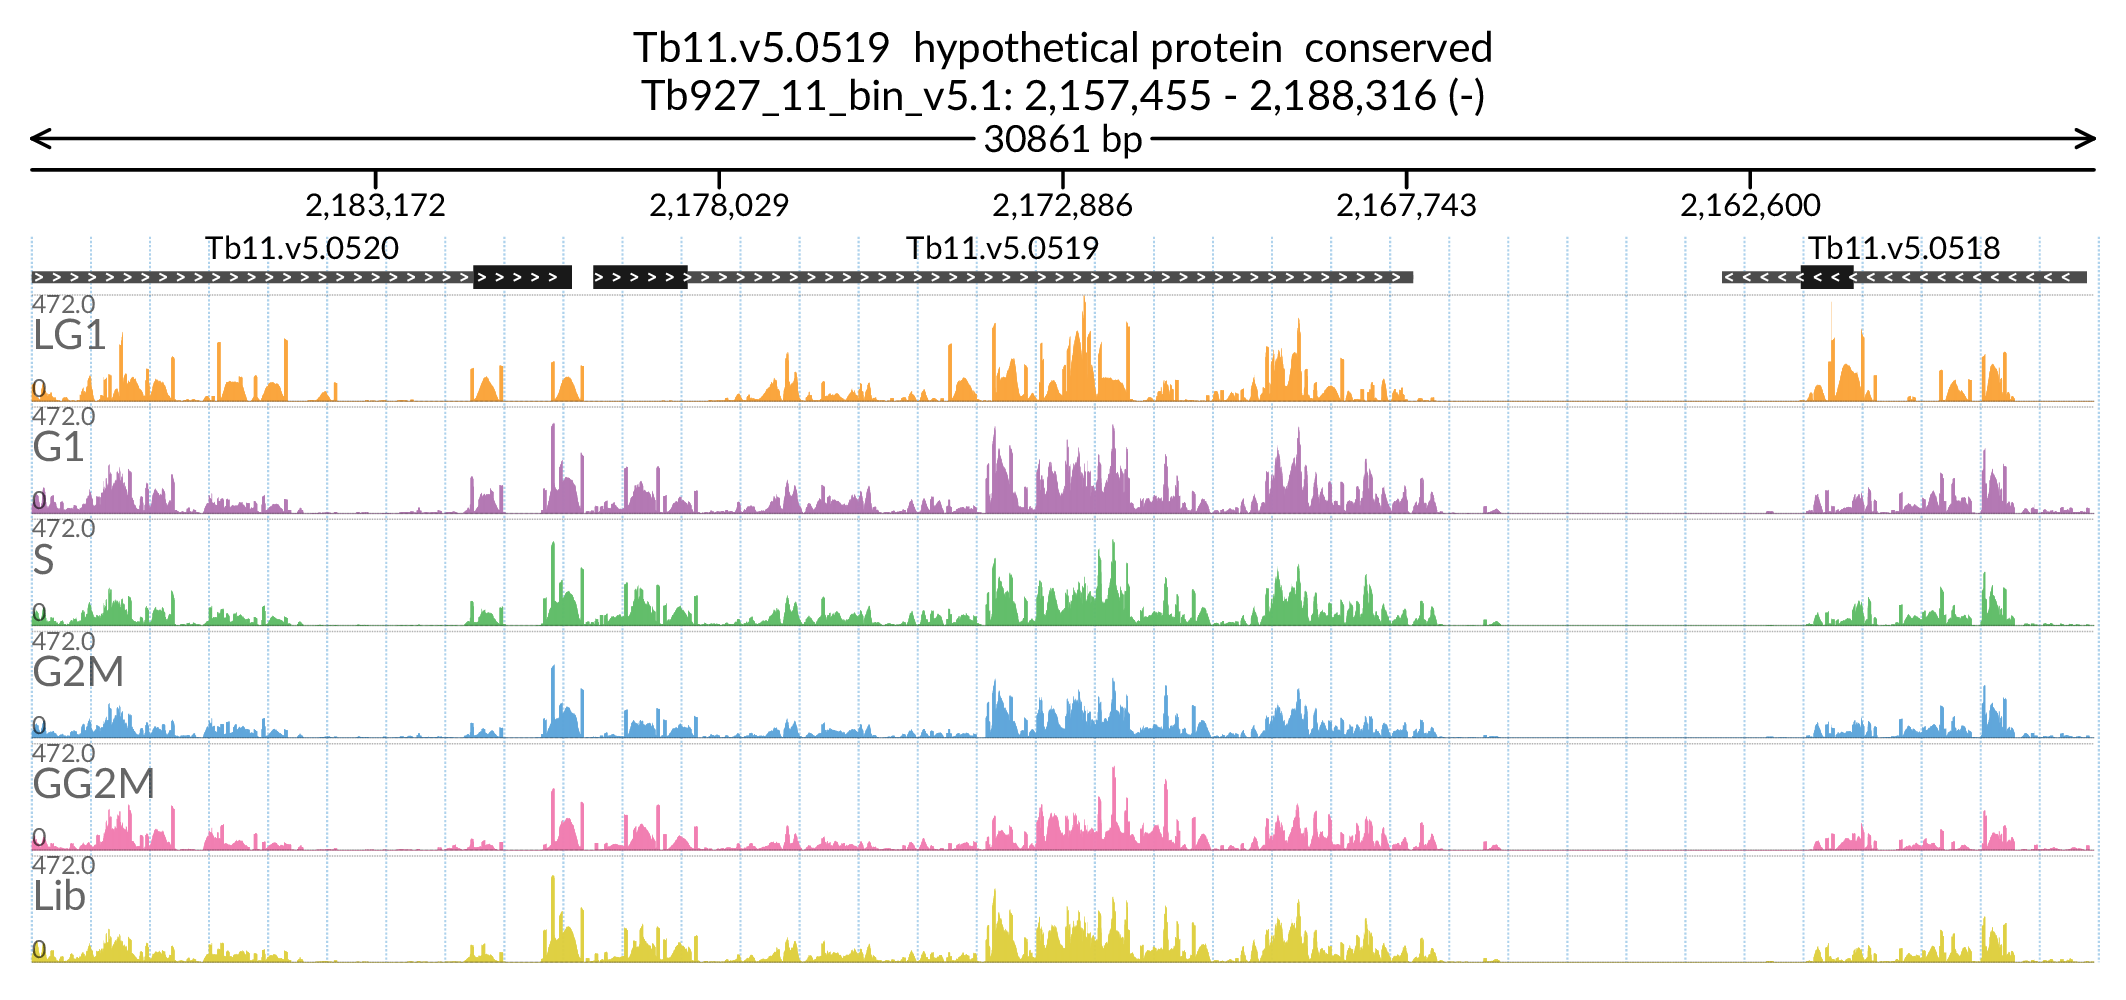 Tb11.v5.0519 hypothetical protein conserved
Tb927_11_bin_v5.1: 2,157,455 - 2,188,316 (-)
30861 bp
2,183,172 2,178,029 2,172,886 2,167,743 2,162,600
Tb11.v5.0520 Tb11.v5.0519 Tb11.v5.0518
472.0
LG1
0
472.0
G1
0
472.0
S
0
472.0
G2M
0
472.0
GG2M
0
472.0
Lib
0